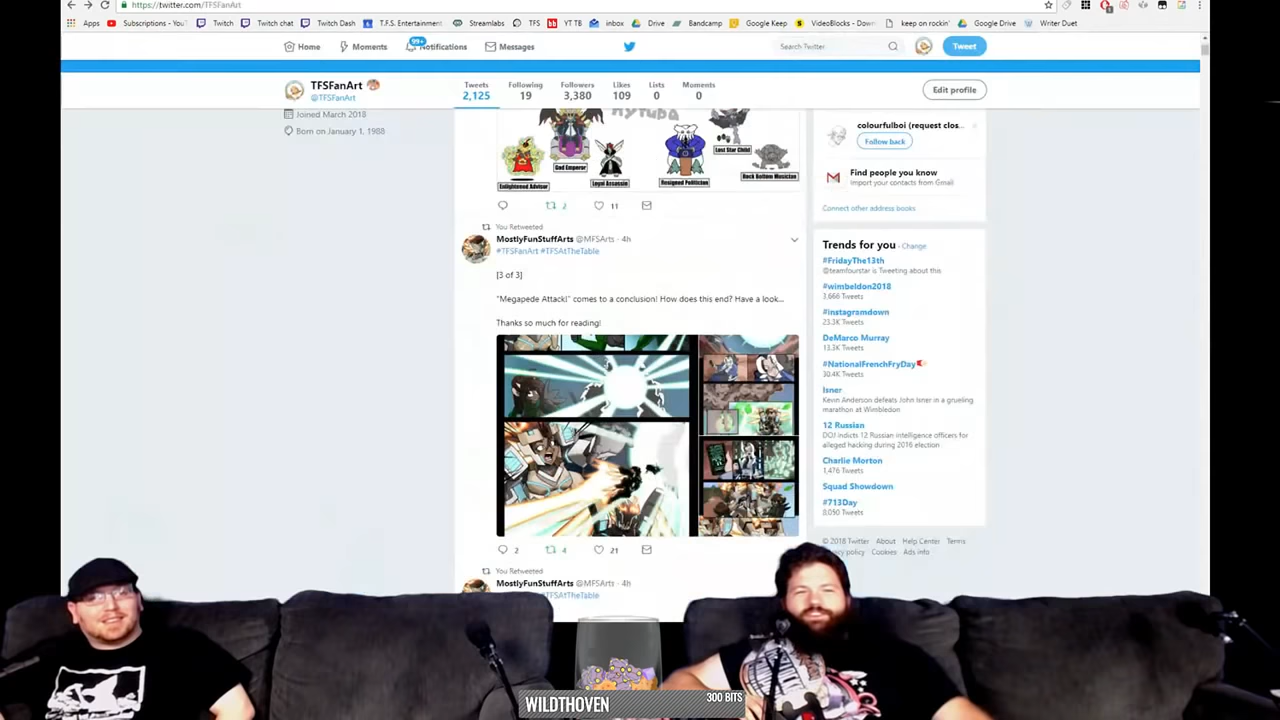 https://twitter.com/TFSFanArt
Apps
Subscriptions - You
Twitch
Twitch chat
Twitch Dash
T.F.S. Entertainment
Streamlabs
TFS
YT TB
inbox
Drive
Bandcamp
Google Keep
VideoBlocks - Down
keep on rockin'
Google Drive
Writer Duet
Home
Moments
99+
Notifications
Messages
Search Twitter
Tweet
TFSFanArt
@TFSFanArt
Tweets
2,125
Following
19
Followers
3,380
Likes
109
Lists
0
Moments
0
Edit profile
Joined March 2018
Born on January 1, 1988
Enlightened Advisor
God Emperor
Loyal Assassin
Resigned Politician
Last Star Child
Rock Bottom Musician
2
11
You Retweeted
MostlyFunStuffArts @MFSArts · 4h
#TFSFanArt #TFSAtTheTable
[3 of 3]
"Megapede Attack!" comes to a conclusion! How does this end? Have a look...
Thanks so much for reading!
2
4
21
You Retweeted
MostlyFunStuffArts @MFSArts · 4h
#TFSAtTheTable
colourfulboi (request clos...
Follow back
Find people you know
Import your contacts from Gmail
Connect other address books
Trends for you · Change
#FridayThe13th
@teamfourstar is Tweeting about this
#wimbeldon2018
3,666 Tweets
#instagramdown
23.3K Tweets
DeMarco Murray
13.3K Tweets
#NationalFrenchFryDay
30.4K Tweets
Isner
Kevin Anderson defeats John Isner in a grueling
marathon at Wimbledon
12 Russian
DOJ indicts 12 Russian intelligence officers for
alleged hacking during 2016 election
Charlie Morton
1,476 Tweets
Squad Showdown
#713Day
8,050 Tweets
© 2018 Twitter About Help Center Terms
policy Cookies Ads info
WILDTHOVEN
300 BITS